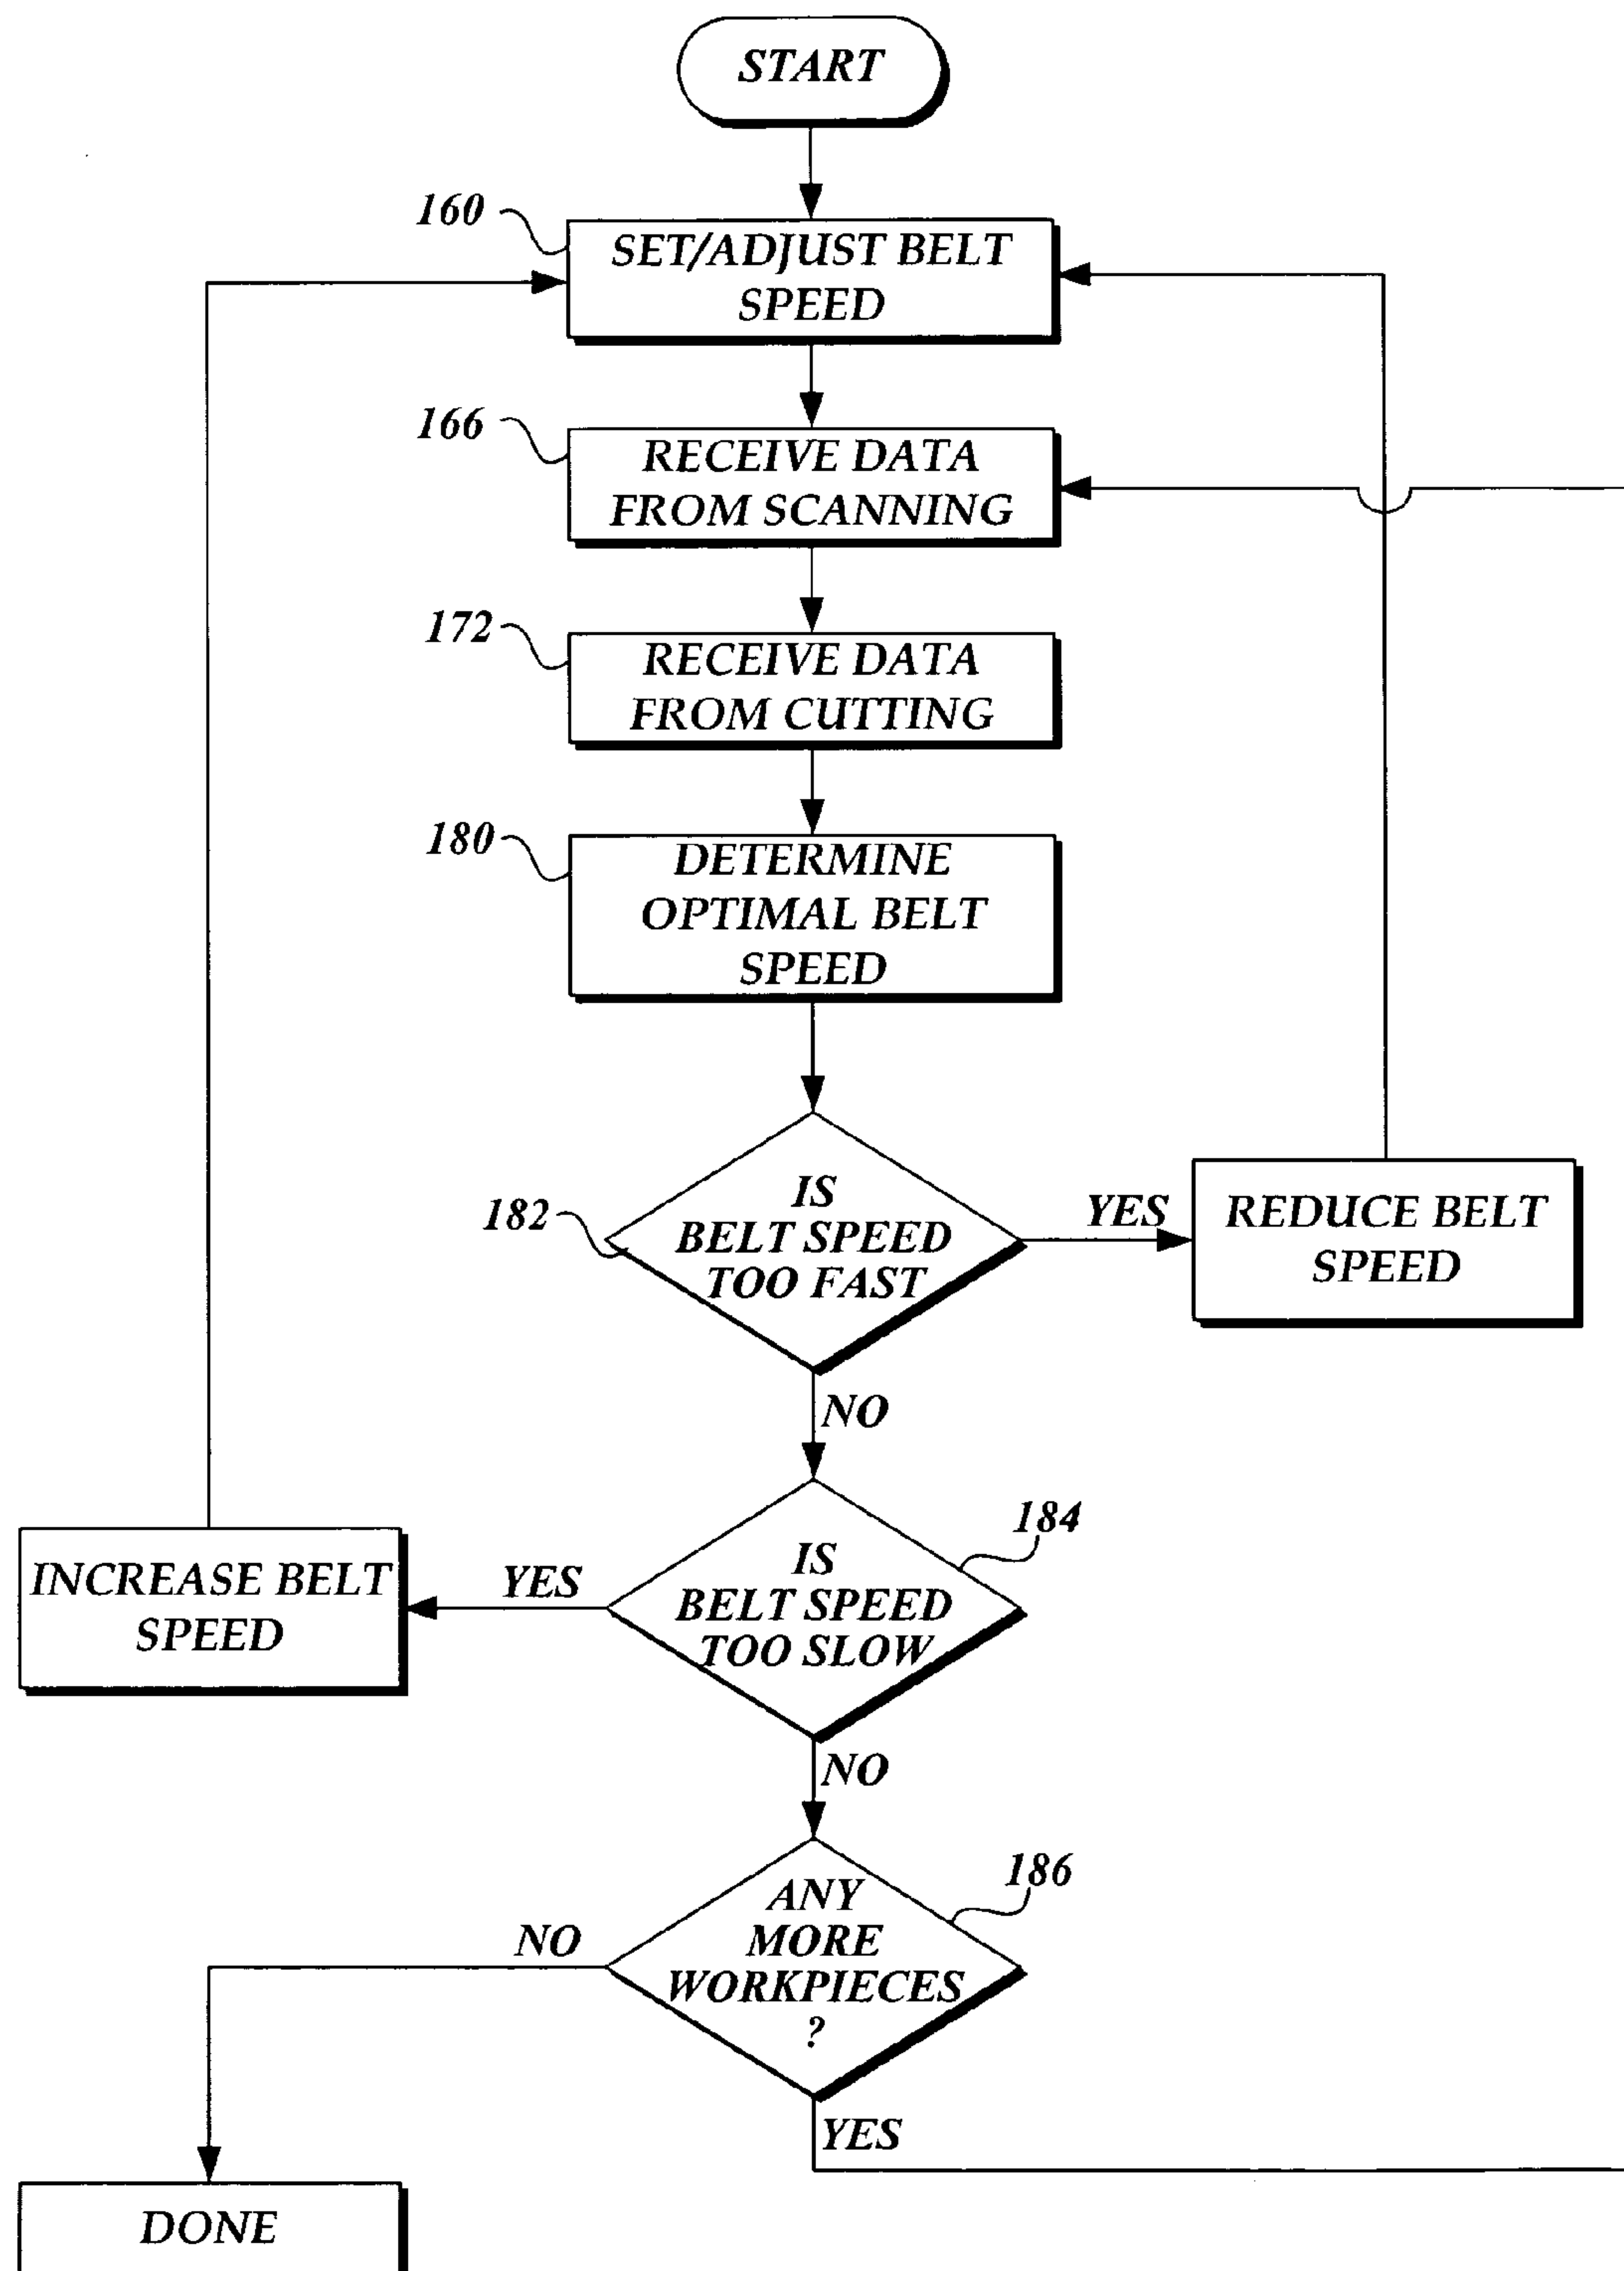 START
160
SET/ADJUST BELT
SPEED
166
RECEIVE DATA
FROM SCANNING
172
RECEIVE DATA
FROM CUTTING
180
DETERMINE
OPTIMAL BELT
SPEED
182
IS
BELT SPEED
TOO FAST
YES
REDUCE BELT
SPEED
NO
184
IS
BELT SPEED
TOO SLOW
YES
INCREASE BELT
SPEED
NO
186
ANY
MORE
WORKPIECES
?
NO
YES
DONE